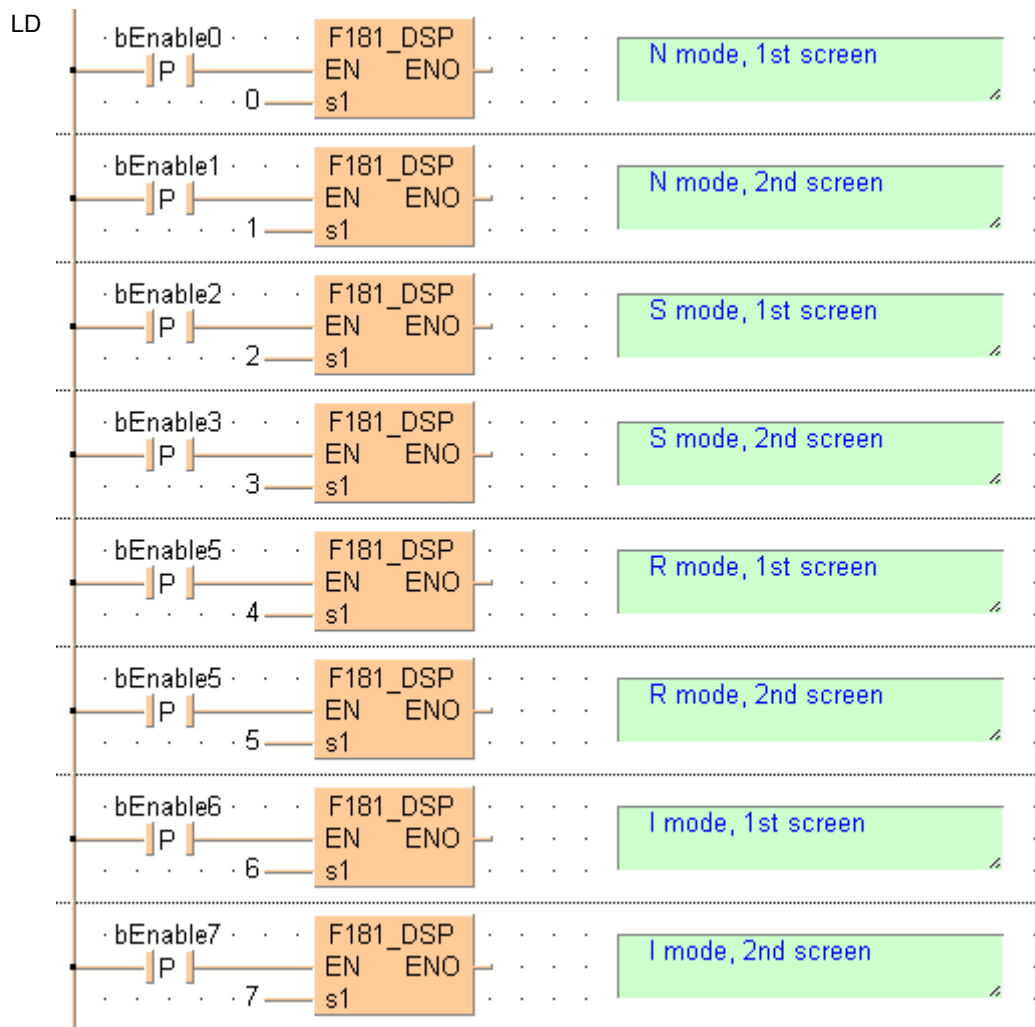 LD
bEnable0 F181_DSP
P EN ENO N mode, 1st screen
0 s1
bEnable1 F181_DSP
P EN ENO N mode, 2nd screen
1 s1
bEnable2 F181_DSP
P EN ENO S mode, 1st screen
2 s1
bEnable3 F181_DSP
P EN ENO S mode, 2nd screen
3 s1
bEnable5 F181_DSP
P EN ENO R mode, 1st screen
4 s1
bEnable5 F181_DSP
P EN ENO R mode, 2nd screen
5 s1
bEnable6 F181_DSP
P EN ENO I mode, 1st screen
6 s1
bEnable7 F181_DSP
P EN ENO I mode, 2nd screen
7 s1